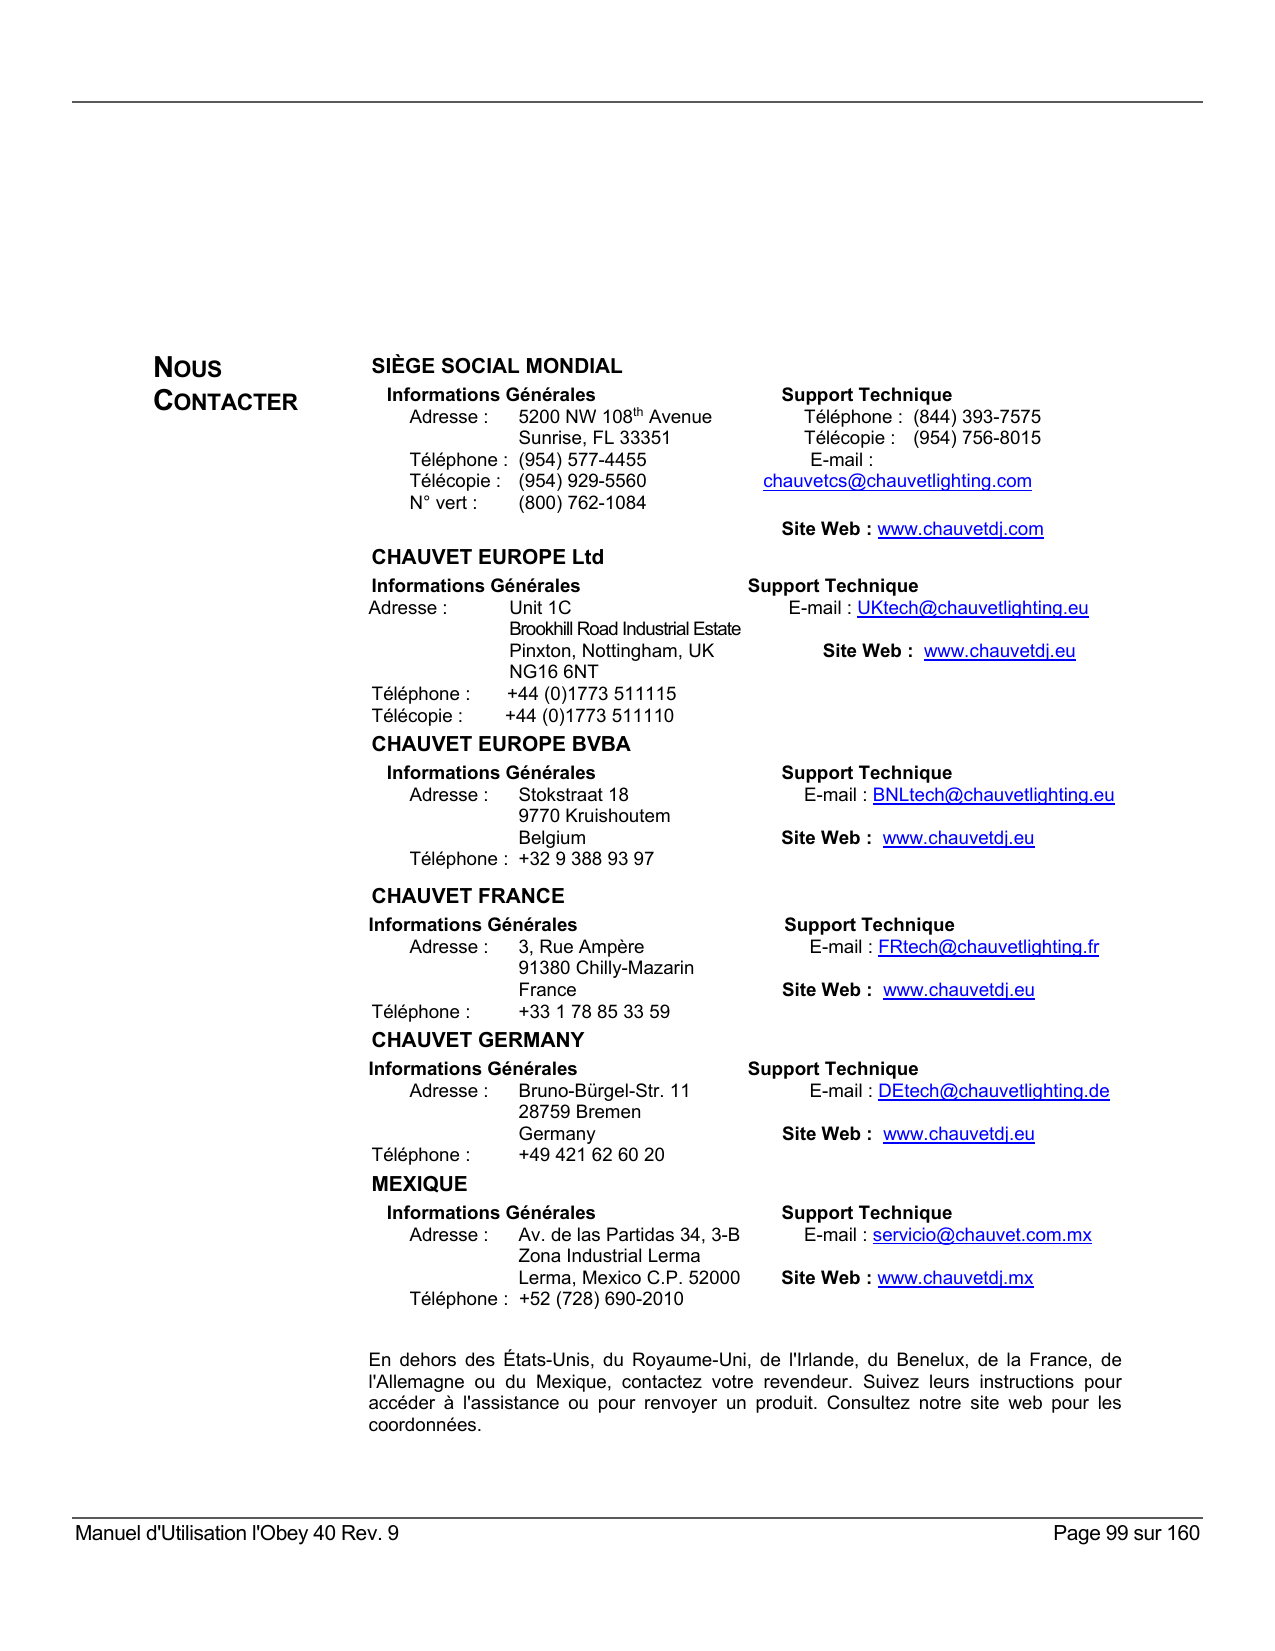 NOUS
CONTACTER
SIÈGE SOCIAL MONDIAL
Informations Générales
Adresse : 5200 NW 108th Avenue
Sunrise, FL 33351
Téléphone : (954) 577-4455
Télécopie : (954) 929-5560
N° vert : (800) 762-1084
Support Technique
Téléphone : (844) 393-7575
Télécopie : (954) 756-8015
E-mail :
chauvetcs@chauvetlighting.com
Site Web : www.chauvetdj.com
CHAUVET EUROPE Ltd
Informations Générales
Adresse : Unit 1C
Brookhill Road Industrial Estate
Pinxton, Nottingham, UK
NG16 6NT
Téléphone : +44 (0)1773 511115
Télécopie : +44 (0)1773 511110
Support Technique
E-mail : UKtech@chauvetlighting.eu
Site Web : www.chauvetdj.eu
CHAUVET EUROPE BVBA
Informations Générales
Adresse : Stokstraat 18
9770 Kruishoutem
Belgium
Téléphone : +32 9 388 93 97
Support Technique
E-mail : BNLtech@chauvetlighting.eu
Site Web : www.chauvetdj.eu
CHAUVET FRANCE
Informations Générales
Adresse : 3, Rue Ampère
91380 Chilly-Mazarin
France
Téléphone : +33 1 78 85 33 59
Support Technique
E-mail : FRtech@chauvetlighting.fr
Site Web : www.chauvetdj.eu
CHAUVET GERMANY
Informations Générales
Adresse : Bruno-Bürgel-Str. 11
28759 Bremen
Germany
Téléphone : +49 421 62 60 20
Support Technique
E-mail : DEtech@chauvetlighting.de
Site Web : www.chauvetdj.eu
MEXIQUE
Informations Générales
Adresse : Av. de las Partidas 34, 3-B
Zona Industrial Lerma
Lerma, Mexico C.P. 52000
Téléphone : +52 (728) 690-2010
Support Technique
E-mail : servicio@chauvet.com.mx
Site Web : www.chauvetdj.mx
En dehors des États-Unis, du Royaume-Uni, de l'Irlande, du Benelux, de la France, de
l'Allemagne ou du Mexique, contactez votre revendeur. Suivez leurs instructions pour
accéder à l'assistance ou pour renvoyer un produit. Consultez notre site web pour les
coordonnées.
Manuel d'Utilisation l'Obey 40 Rev. 9
Page 99 sur 160